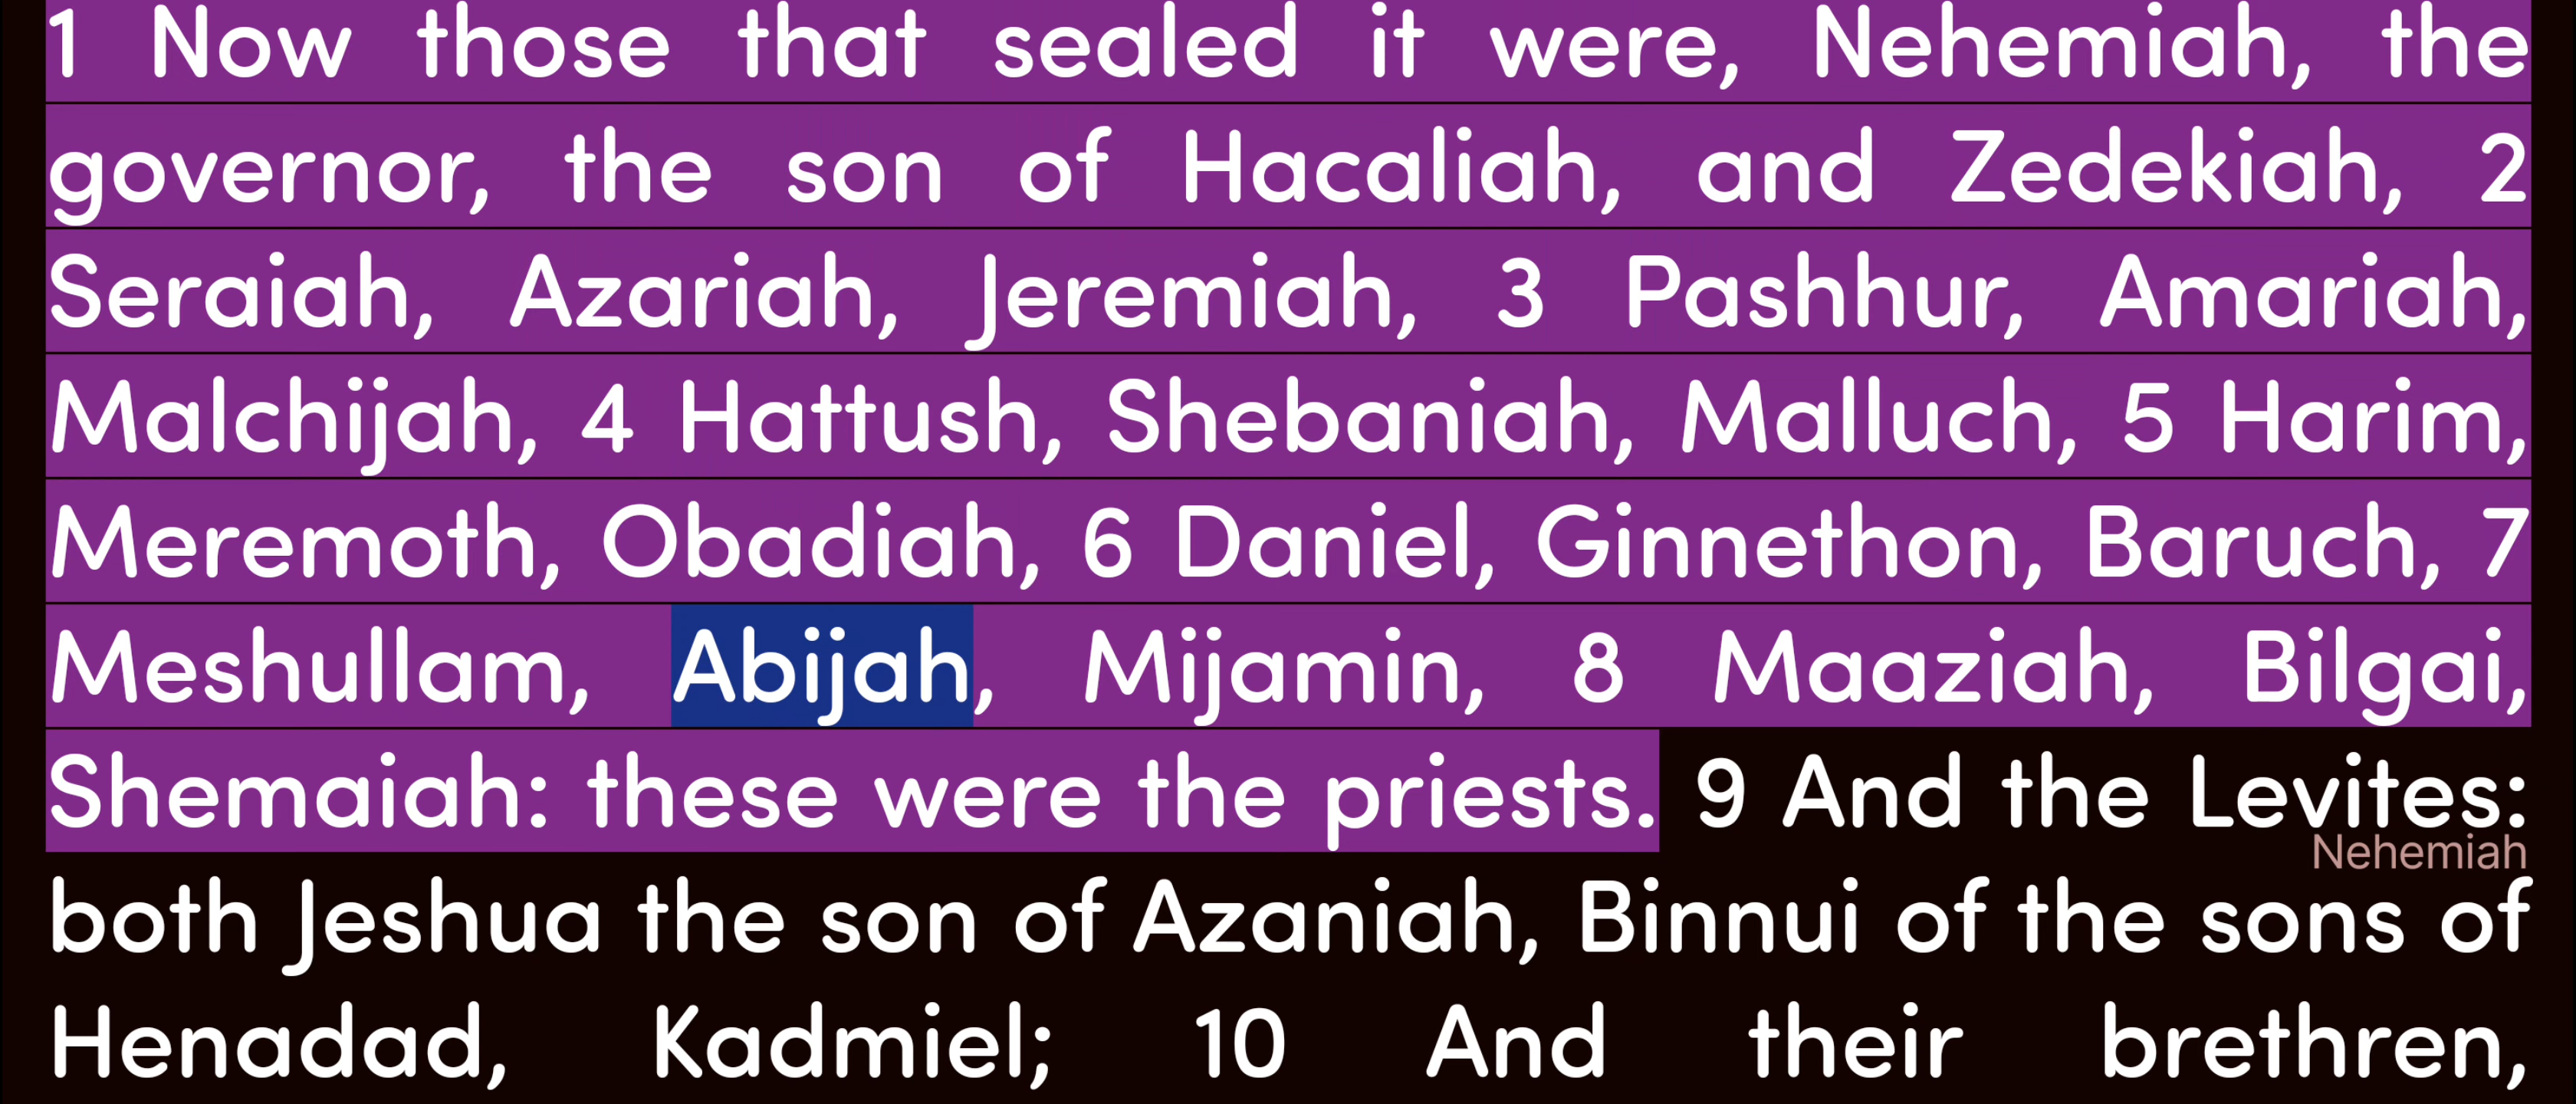 1 Now those that sealed it were, Nehemiah, the
governor, the son of Hacaliah, and Zedekiah, 2
Seraiah, Azariah, Jeremiah, 3 Pashhur, Amariah,
Malchijah, 4 Hattush, Shebaniah, Malluch, 5 Harim,
Meremoth, Obadiah, 6 Daniel, Ginnethon, Baruch, 7
Meshullam, Abijah, Mijamin, 8 Maaziah, Bilgai,
Shemaiah: these were the priests. 9 And the Levites:
Nehemiah
both Jeshua the son of Azaniah, Binnui of the sons of
Henadad, Kadmiel; 10 And their brethren,